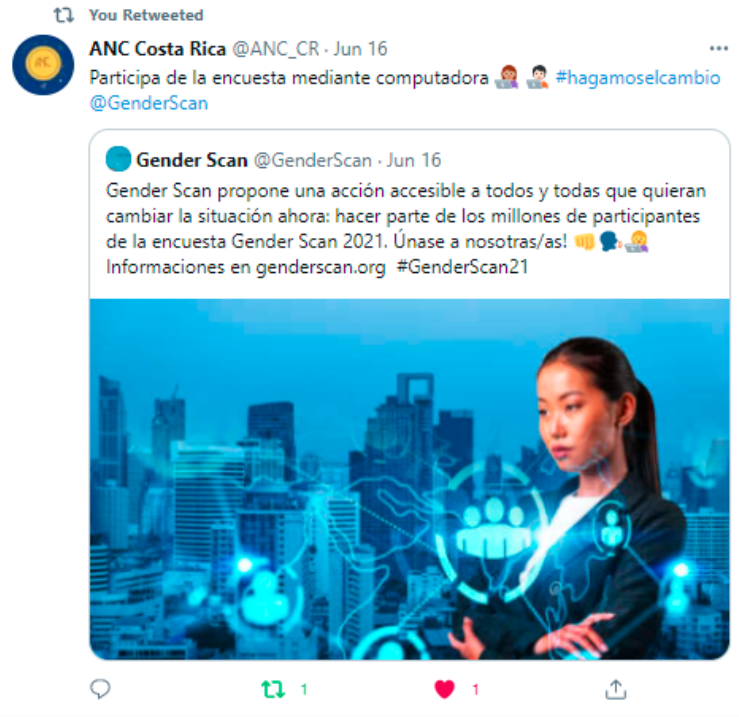 You Retweeted
ANC Costa Rica @ANC_CR · Jun 16
Participa de la encuesta mediante computadora 👩🏽‍💻 🧑🏻‍💻 #hagamoselcambio
@GenderScan
Gender Scan @GenderScan · Jun 16
Gender Scan propone una acción accesible a todos y todas que quieran
cambiar la situación ahora: hacer parte de los millones de participantes
de la encuesta Gender Scan 2021. Únase a nosotras/as! 👊🗣️👩‍💻
Informaciones en genderscan.org #GenderScan21
1 1